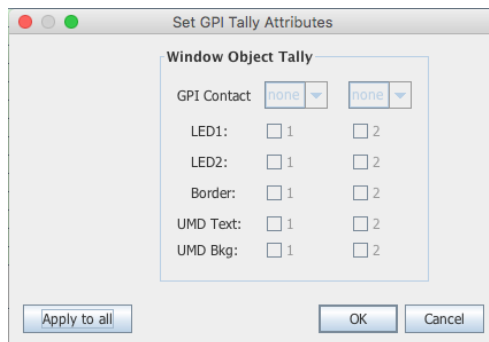 Set GPI Tally Attributes
Window Object Tally
GPI Contact none none
LED1: 1 2
LED2: 1 2
Border: 1 2
UMD Text: 1 2
UMD Bkg: 1 2
Apply to all OK Cancel